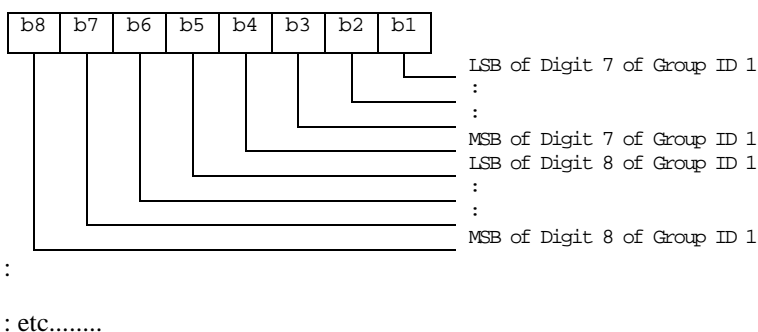 b8 b7 b6 b5 b4 b3 b2 b1
LSB of Digit 7 of Group ID 1
:
:
MSB of Digit 7 of Group ID 1
LSB of Digit 8 of Group ID 1
:
:
MSB of Digit 8 of Group ID 1
:
: etc........